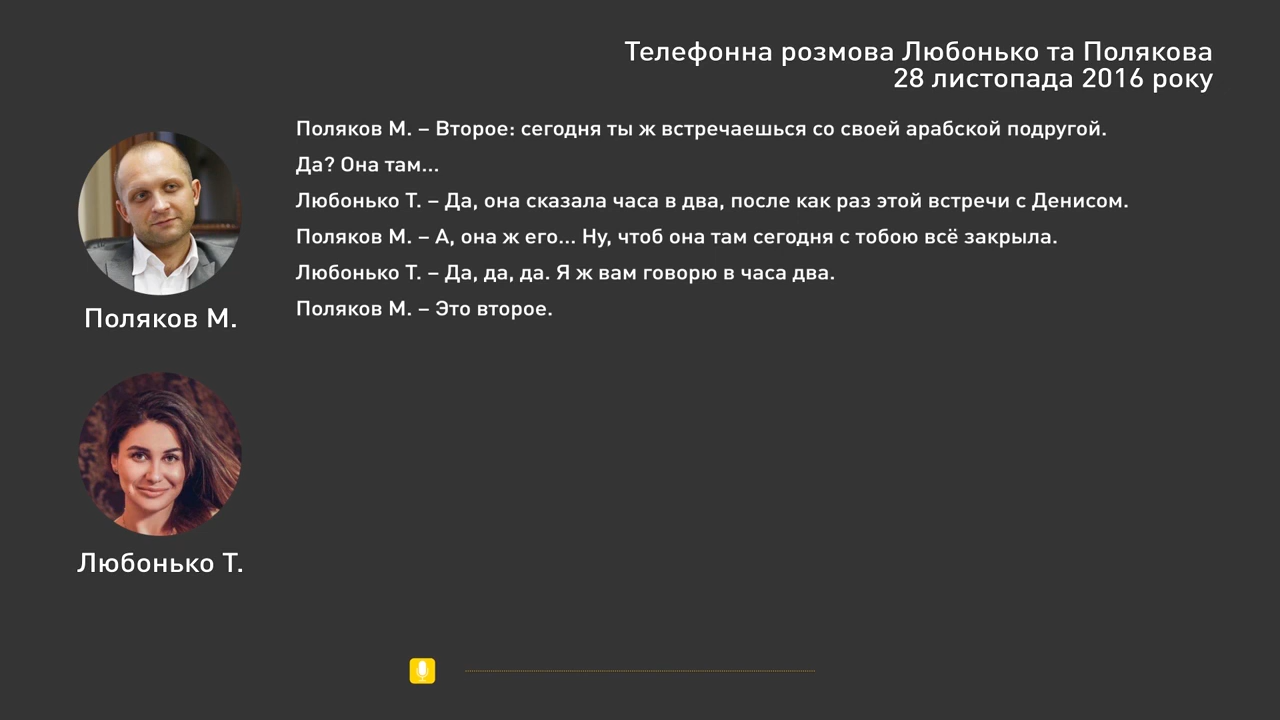 Телефонна розмова Любонько та Полякова
28 листопада 2016 року
Поляков М. – Второе: сегодня ты ж встречаешься со своей арабской подругой.
Да? Она там...
Любонько Т. – Да, она сказала часа в два, после как раз этой встречи с Денисом.
Поляков М. – А, она ж его... Ну, чтоб она там сегодня с тобою всё закрыла.
Любонько Т. – Да, да, да. Я ж вам говорю в часа два.
Поляков М. – Это второе.
Поляков М.
Любонько Т.